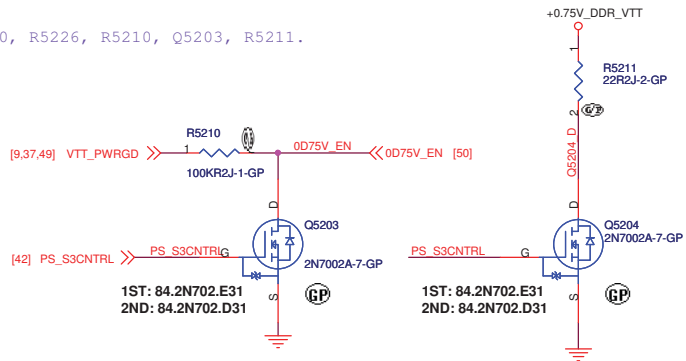 +0.75V_DDR_VTT
0, R5226, R5210, Q5203, R5211.
1
R5211
22R2J-2-GP
2
G/P
Q5204_D
R5210
[9,37,49] VTT_PWRGD
1
0D75V_EN
0D75V_EN [50]
100KR2J-1-GP
D
D
Q5203
Q5204
2N7002A-7-GP
[42] PS_S3CNTRL
PS_S3CNTRL
G
2N7002A-7-GP
PS_S3CNTRL
G
S
S
1ST: 84.2N702.E31
2ND: 84.2N702.D31
GP
1ST: 84.2N702.E31
2ND: 84.2N702.D31
GP